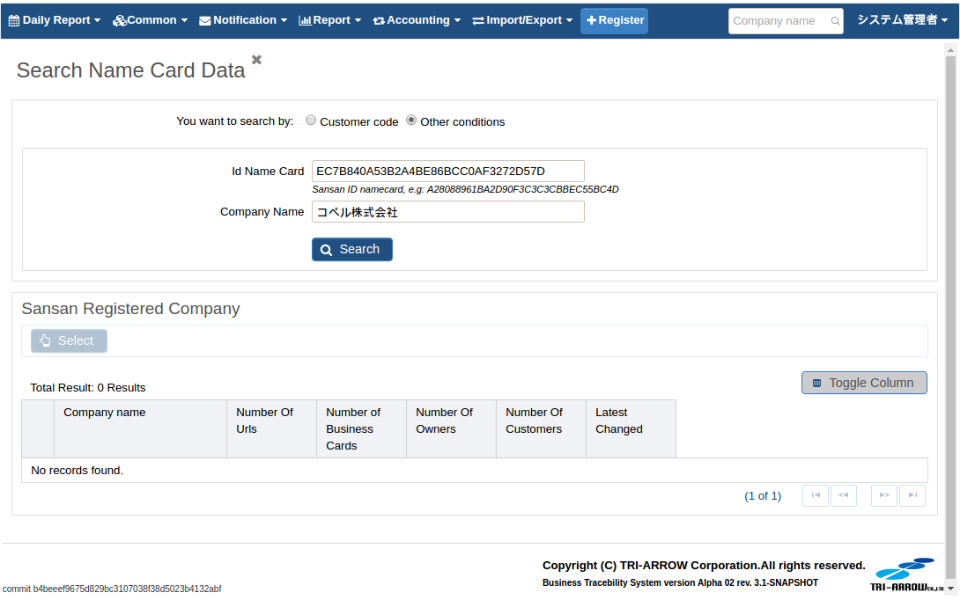 Daily Report Common Notification Report Accounting Import/Export Register Company name システム管理者
Search Name Card Data
You want to search by: Customer code Other conditions
Id Name Card EC7B840A53B2A4BE86BCC0AF3272D57D
Sansan ID namecard, e.g: A28088961BA2D90F3C3C3CBBEC55BC4D
Company Name コベル株式会社
Search
Sansan Registered Company
Select
Total Result: 0 Results
Toggle Column
Company name
Number Of Urls
Number of Business Cards
Number Of Owners
Number Of Customers
Latest Changed
No records found.
(1 of 1)
Copyright (C) TRI-ARROW Corporation.All rights reserved.
Business Tracebility System version Alpha 02 rev. 3.1-SNAPSHOT
TRI-ARROW CO.,LTD
commit b4beeef9675d829bc3107038f38d5023b4132abf